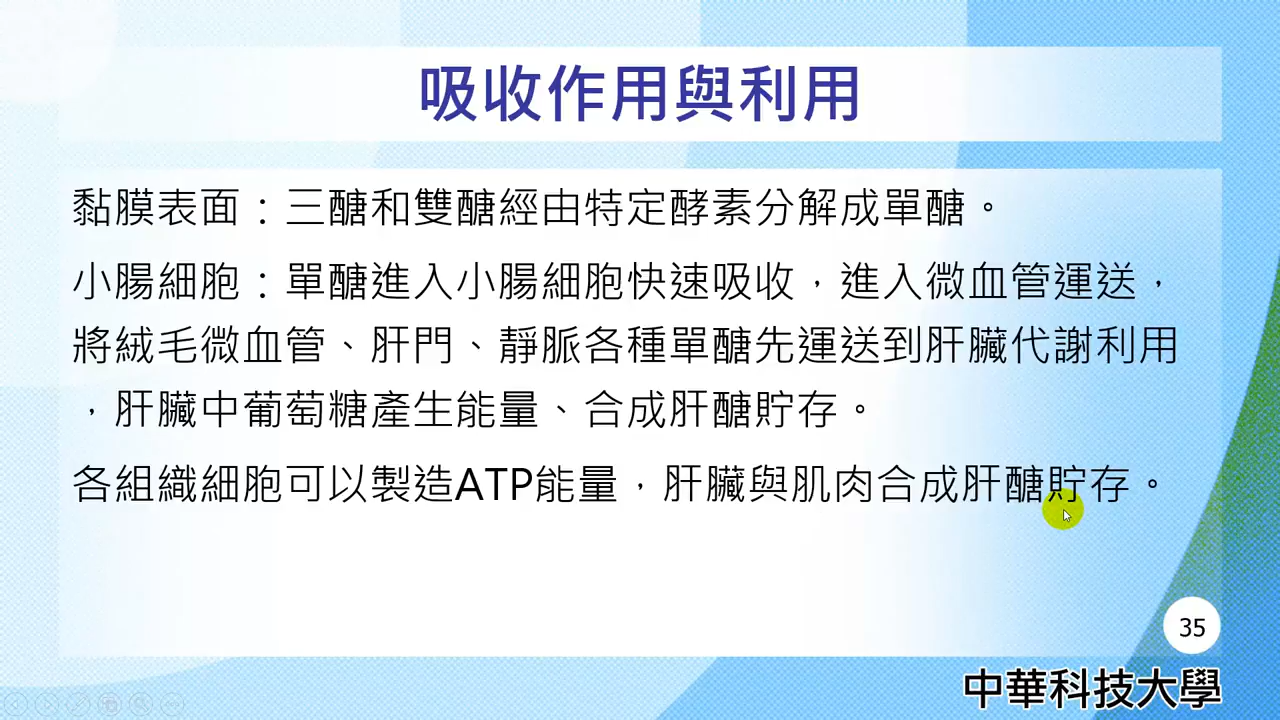 吸收作用與利用
黏膜表面：三醣和雙醣經由特定酵素分解成單醣。
小腸細胞：單醣進入小腸細胞快速吸收，進入微血管運送，
將絨毛微血管、肝門、靜脈各種單醣先運送到肝臟代謝利用
，肝臟中葡萄糖產生能量、合成肝醣貯存。
各組織細胞可以製造ATP能量，肝臟與肌肉合成肝醣貯存。
35
中華科技大學